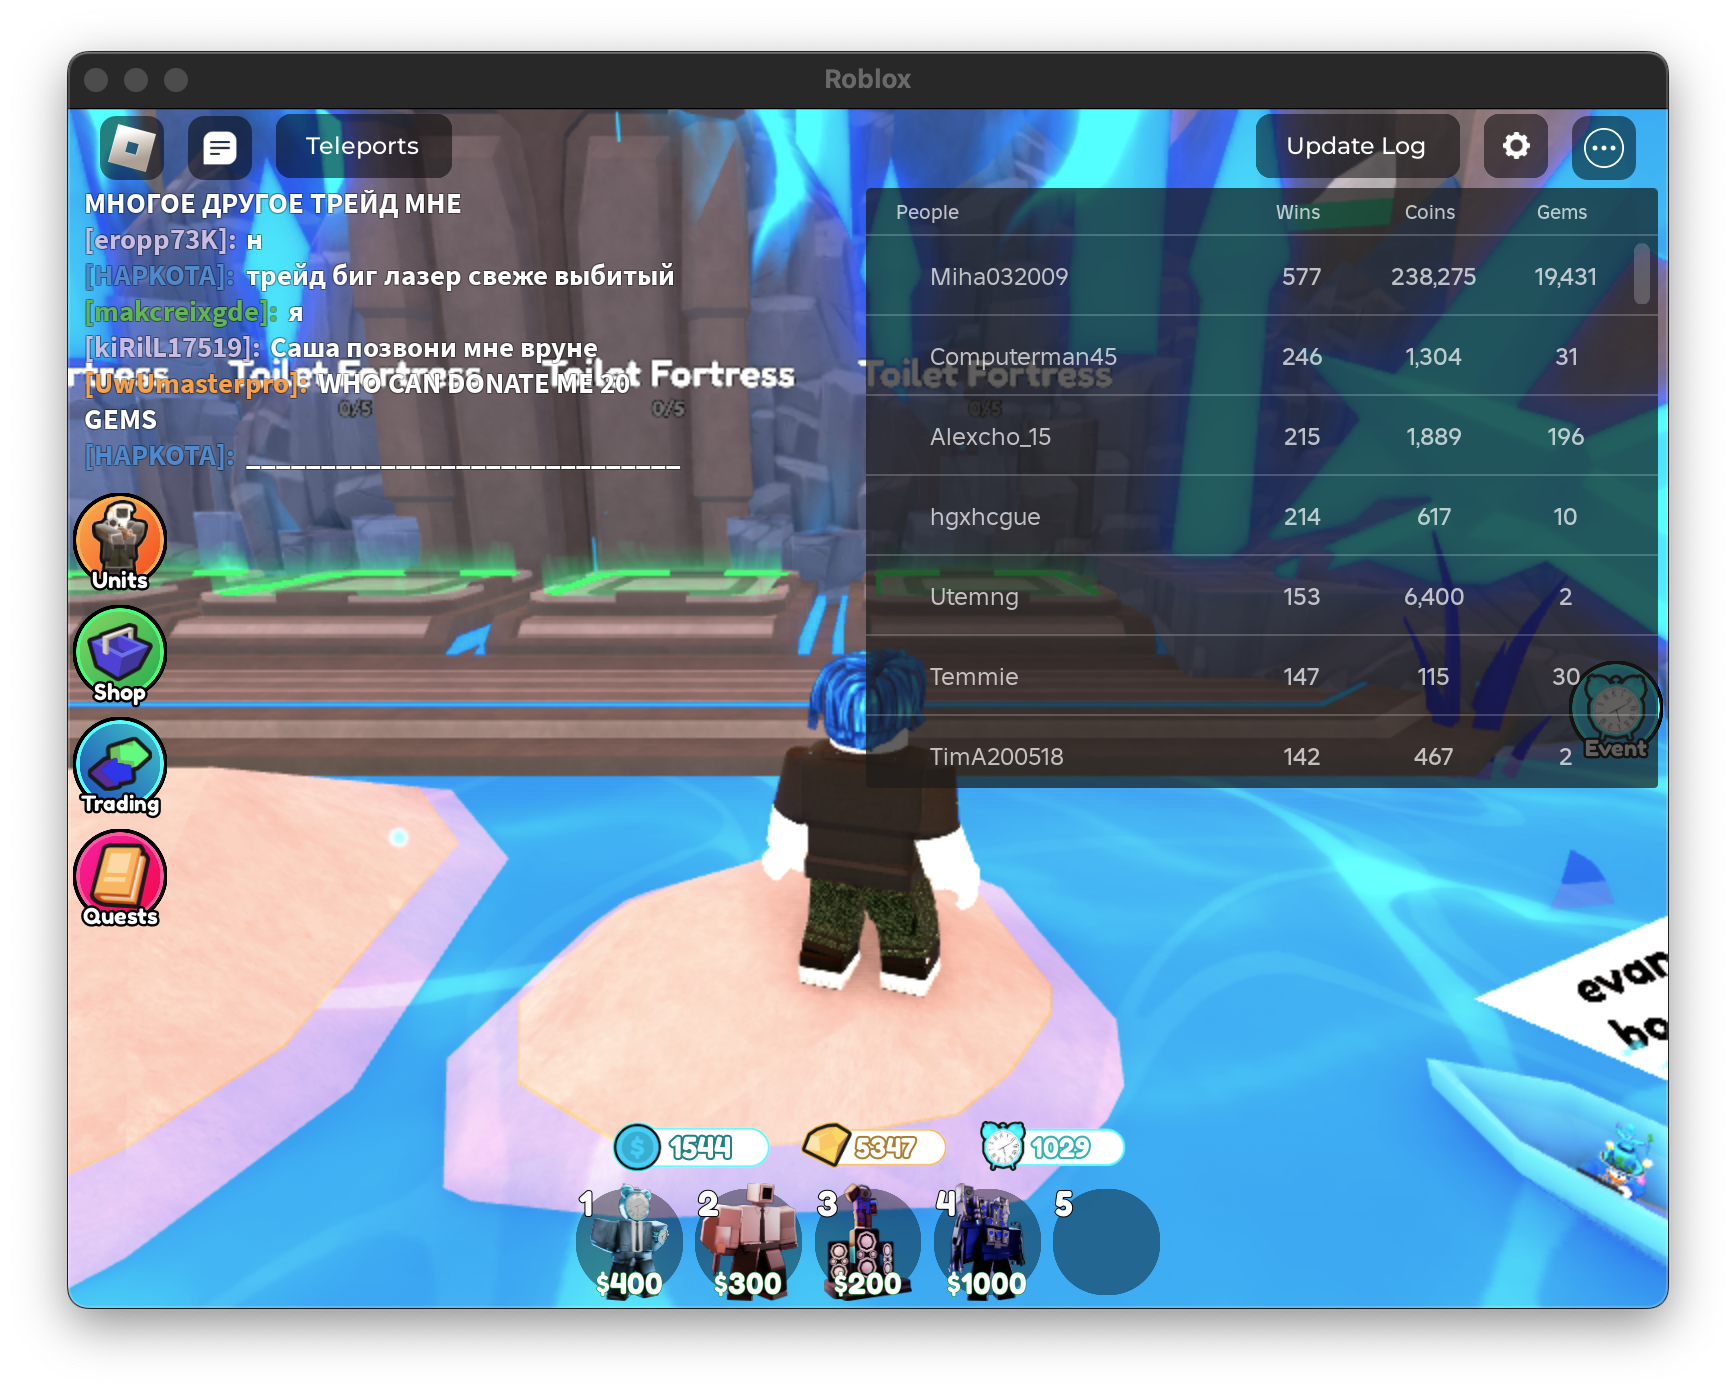 Roblox
Teleports
Update Log
МНОГОЕ ДРУГОЕ ТРЕЙД МНЕ
[eropp73K]: н
[HAPKOTA]: трейд биг лазер свеже выбитый
[makcreixgde]: я
[kiRilL17519]: Саша позвони мне вруне
[UwUmasterpro]: WHO CAN DONATE ME 20
GEMS
[HAPKOTA]: _______________________________
Toilet Fortress
0/5
Toilet Fortress
0/5
Toilet Fortress
0/5
People Wins Coins Gems
Miha032009 577 238,275 19,431
Computerman45 246 1,304 31
Alexcho_15 215 1,889 196
hgxhcgue 214 617 10
Utemng 153 6,400 2
Temmie 147 115 30
TimA200518 142 467 2
Units
Shop
Trading
Quests
Event
1544 5347 1029
1 2 3 4 5
$400 $300 $200 $1000